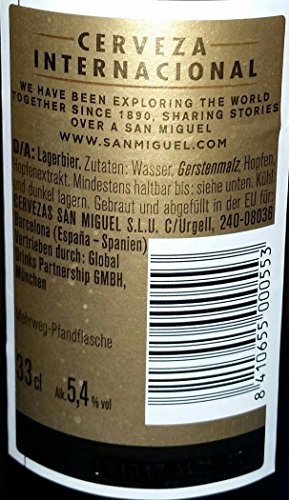 CERVEZA
INTERNACIONAL
WE HAVE BEEN EXPLORING THE WORLD
TOGETHER SINCE 1890, SHARING STORIES
OVER A SAN MIGUEL
WWW.SANMIGUEL.COM
D/A: Lagerbier, Zutaten: Wasser, Gerstenmalz, Hopfen,
Hopfenextrakt. Mindestens haltbar bis: siehe unten. Kühl
und dunkel lagern. Gebraut und abgefüllt in der EU für:
CERVEZAS SAN MIGUEL S.L.U. C/Urgell, 240-08036
Barcelona (España - Spanien)
Vertrieben durch: Global
Drinks Partnership GMBH,
München
Mehrweg-Pfandflasche
33 cl
Alk. 5,4 % vol
8 410655 000553